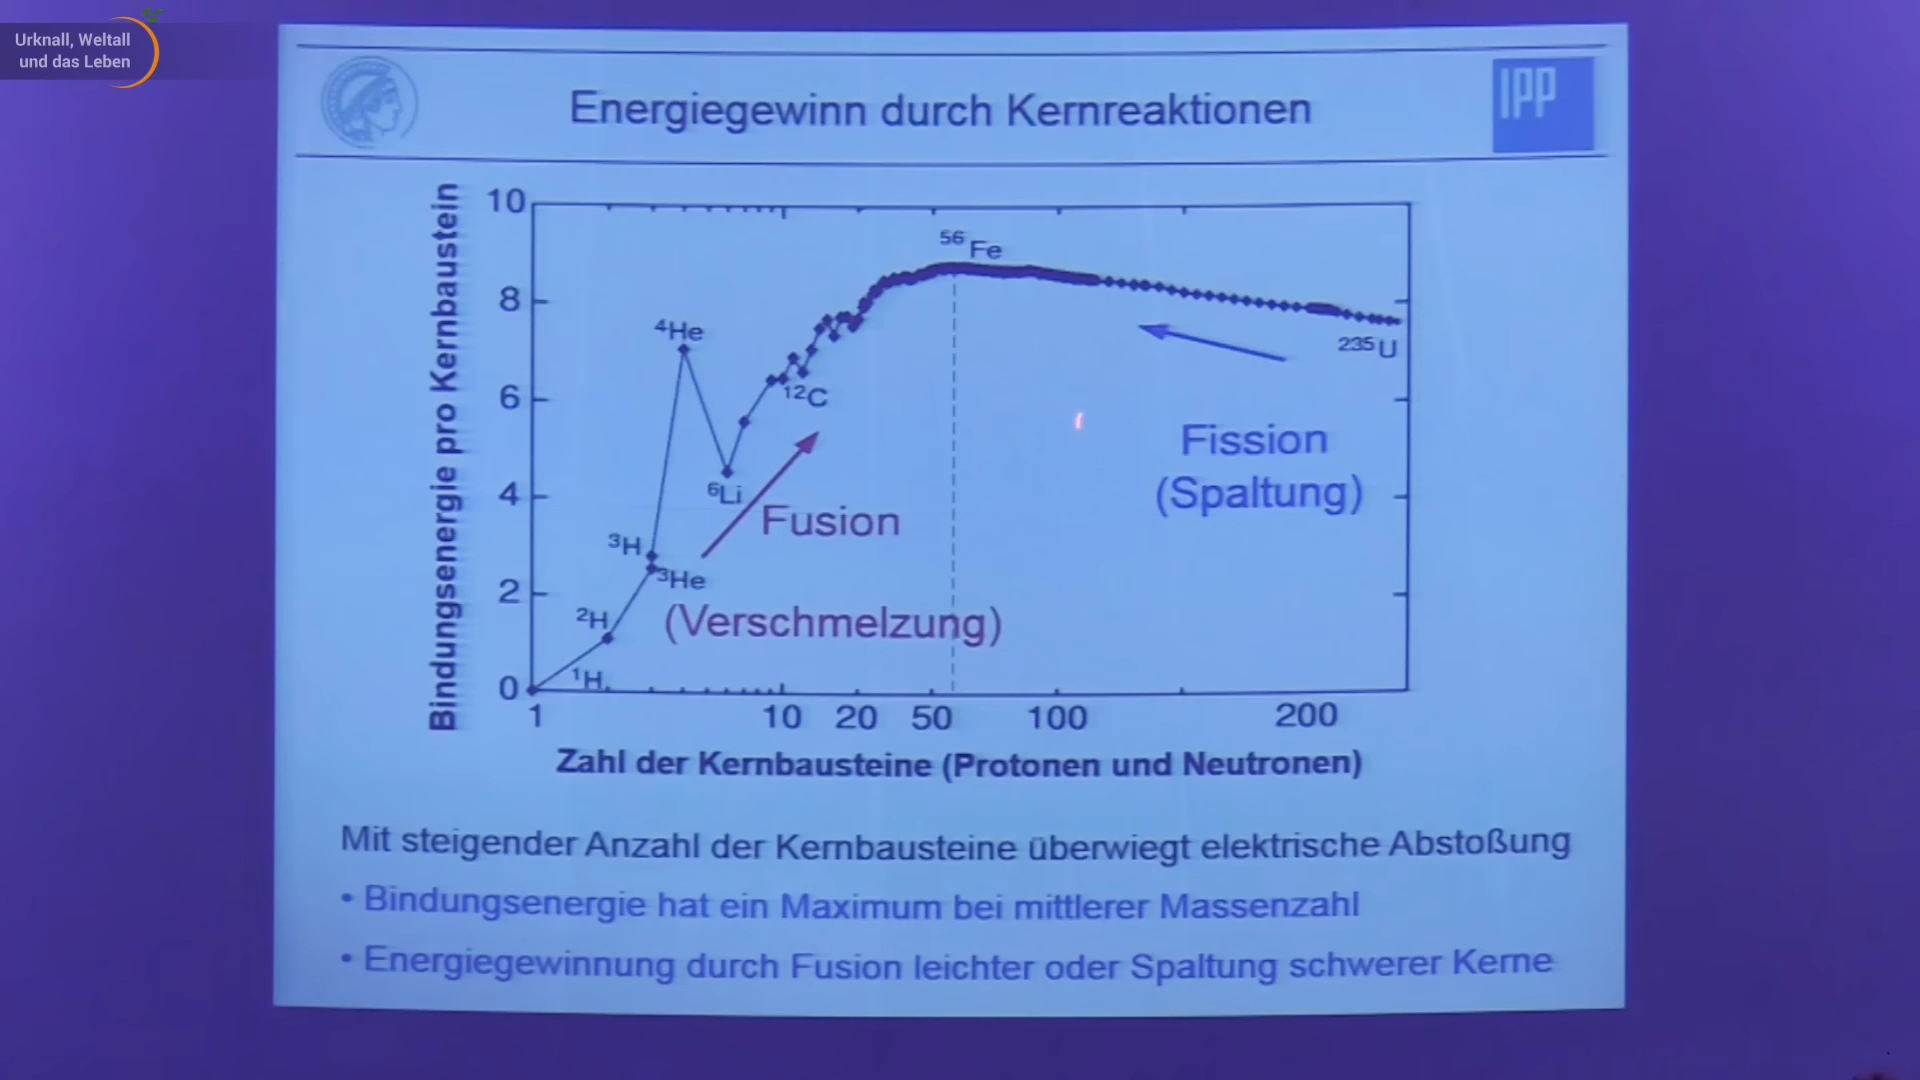 Urknall, Weltall
und das Leben
Energiegewinn durch Kernreaktionen
IPP
Bindungsenergie pro Kernbaustein
10
8
6
4
2
0
56Fe
4He
12C
235U
6Li
3H
3He
2H
1H
Fusion
(Verschmelzung)
Fission
(Spaltung)
1 10 20 50 100 200
Zahl der Kernbausteine (Protonen und Neutronen)
Mit steigender Anzahl der Kernbausteine überwiegt elektrische Abstoßung
• Bindungsenergie hat ein Maximum bei mittlerer Massenzahl
• Energiegewinnung durch Fusion leichter oder Spaltung schwerer Kerne